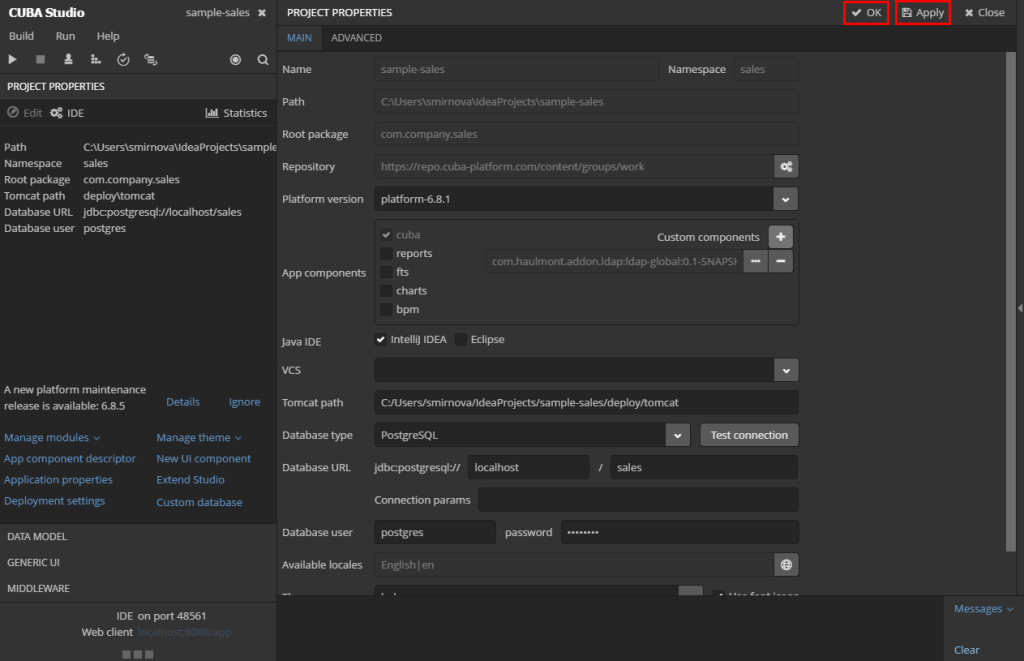 CUBA Studio
sample-sales
Build Run Help
PROJECT PROPERTIES
Edit IDE Statistics
Path C:\Users\smirnova\IdeaProjects\sample
Namespace sales
Root package com.company.sales
Tomcat path deploy\tomcat
Database URL jdbc:postgresql://localhost/sales
Database user postgres
A new platform maintenance
release is available: 6.8.5 Details Ignore
Manage modules Manage theme
App component descriptor New UI component
Application properties Extend Studio
Deployment settings Custom database
DATA MODEL
GENERIC UI
MIDDLEWARE
IDE on port 48561
Web client localhost:8080/app
PROJECT PROPERTIES
OK Apply Close
MAIN ADVANCED
Name sample-sales Namespace sales
Path C:\Users\smirnova\IdeaProjects\sample-sales
Root package com.company.sales
Repository https://repo.cuba-platform.com/content/groups/work
Platform version platform-6.8.1
App components
cuba
reports
fts
charts
bpm
Custom components
com.haulmont.addon.ldap:ldap-global:0.1-SNAPSH
Java IDE IntelliJ IDEA Eclipse
VCS
Tomcat path C:/Users/smirnova/IdeaProjects/sample-sales/deploy/tomcat
Database type PostgreSQL Test connection
Database URL jdbc:postgresql:// localhost / sales
Connection params
Database user postgres password ••••••••
Available locales English|en
Use font icons
Messages
Clear